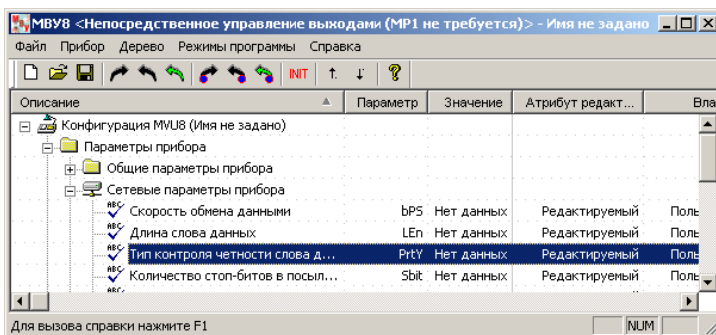 МВУ8 <Непосредственное управление выходами (МР1 не требуется)> - Имя не задано
Файл Прибор Дерево Режимы программы Справка
INIT
Описание Параметр Значение Атрибут редакт... Вла
Конфигурация MVU8 (Имя не задано)
Параметры прибора
Общие параметры прибора
Сетевые параметры прибора
Скорость обмена данными bPS Нет данных Редактируемый Поль
Длина слова данных LEn Нет данных Редактируемый Поль
Тип контроля четности слова д... PrtY Нет данных Редактируемый Поль
Количество стоп-битов в посыл... Sbit Нет данных Редактируемый Поль
Для вызова справки нажмите F1 NUM